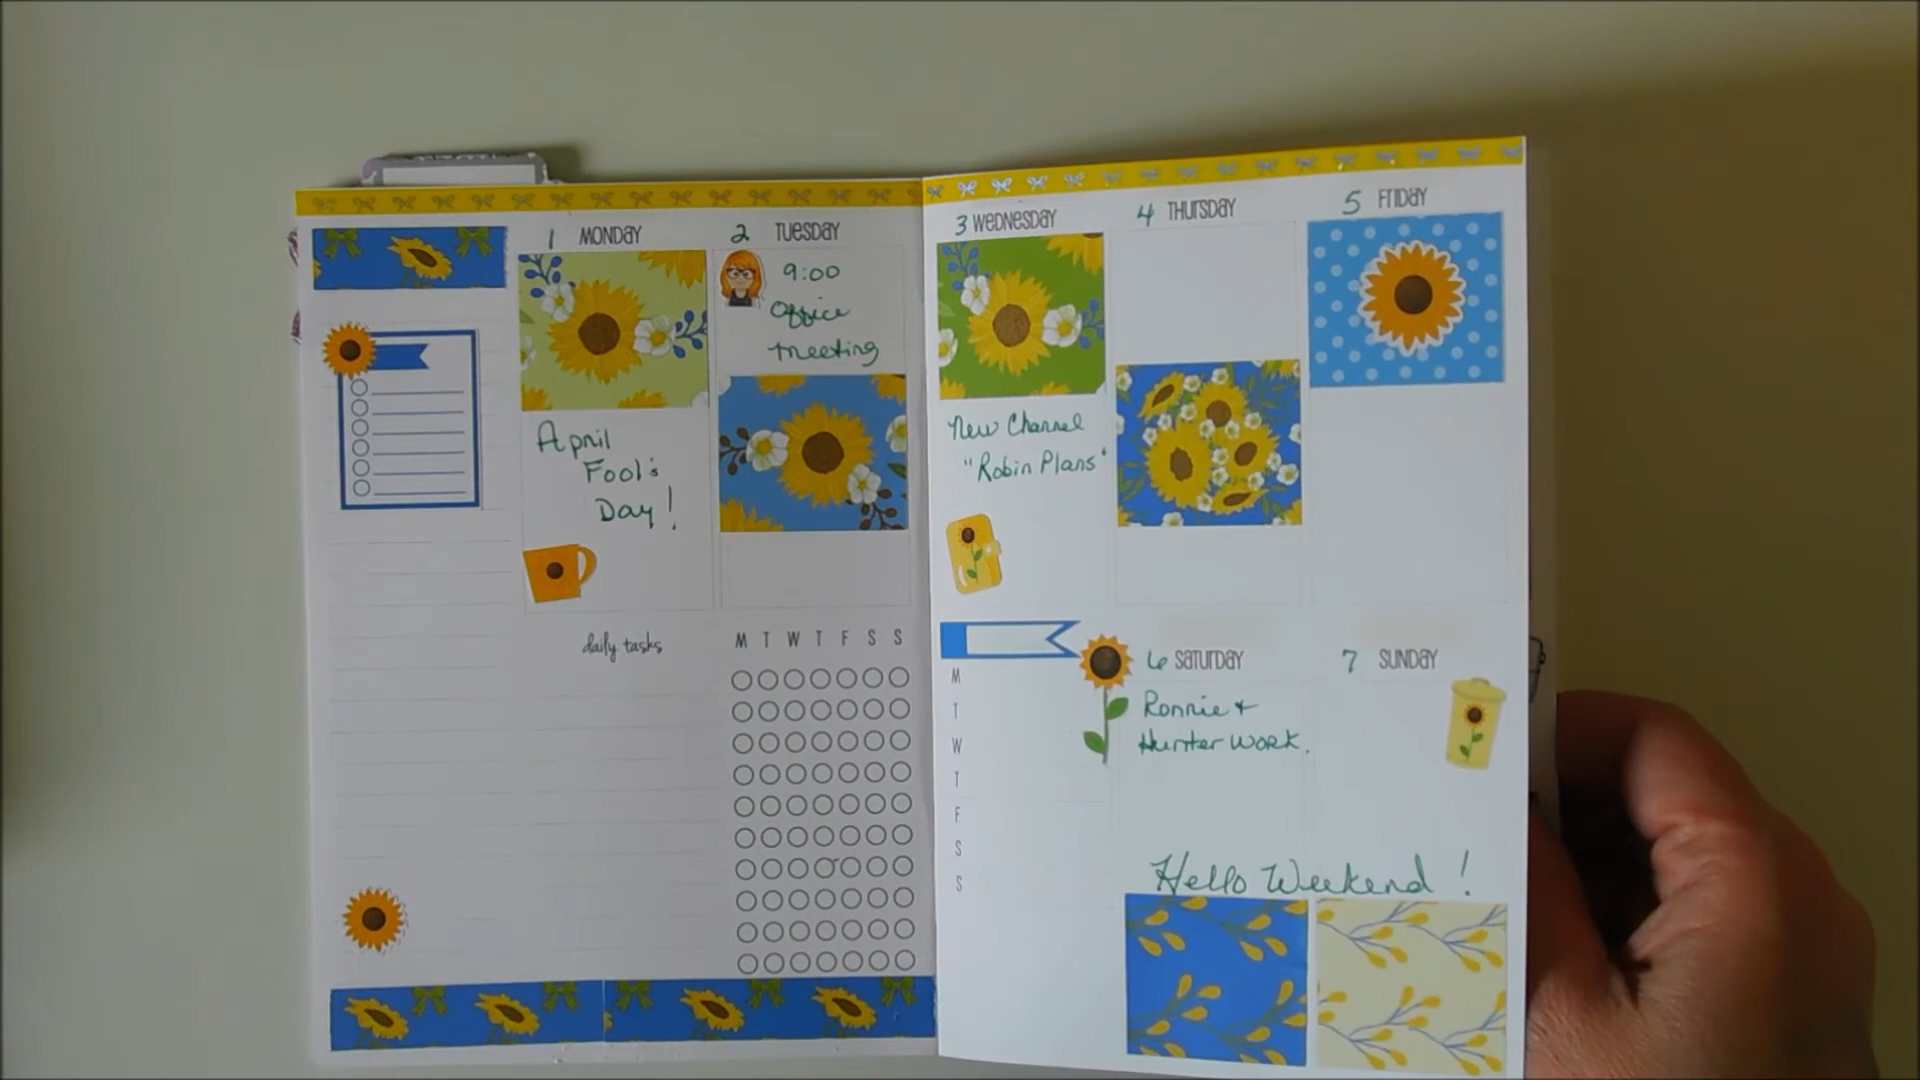 1 MONDAY
2 TUESDAY
9:00
Office
meeting
April
Fool's
Day!
daily tasks
M T W T F S S
3 WEDNESDAY
4 THURSDAY
5 FRIDAY
New Channel
"Robin Plans"
M
T
W
T
F
S
S
6 SATURDAY
7 SUNDAY
Ronnie +
Hunter WORK.
Hello Weekend!